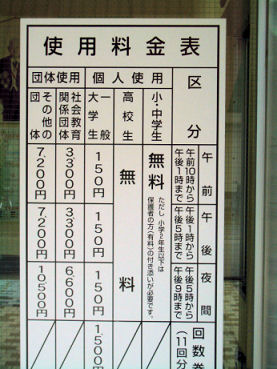 使用料金表
区分
個人使用
団体使用
小・中学生
高校生
一般
大学生
社会教育
関係団体
その他の
団体
午前
午前10時から
午後1時まで
無料
ただし 小学2年生以下は
保護者の方(有料)の付き添いが必要です。
無料
150円
3300円
7,200円
午後
午後1時から
午後5時まで
150円
3300円
7,200円
夜間
午後5時から
午後9時まで
150円
6,600円
10,500円
回数券
(11回分
1,500